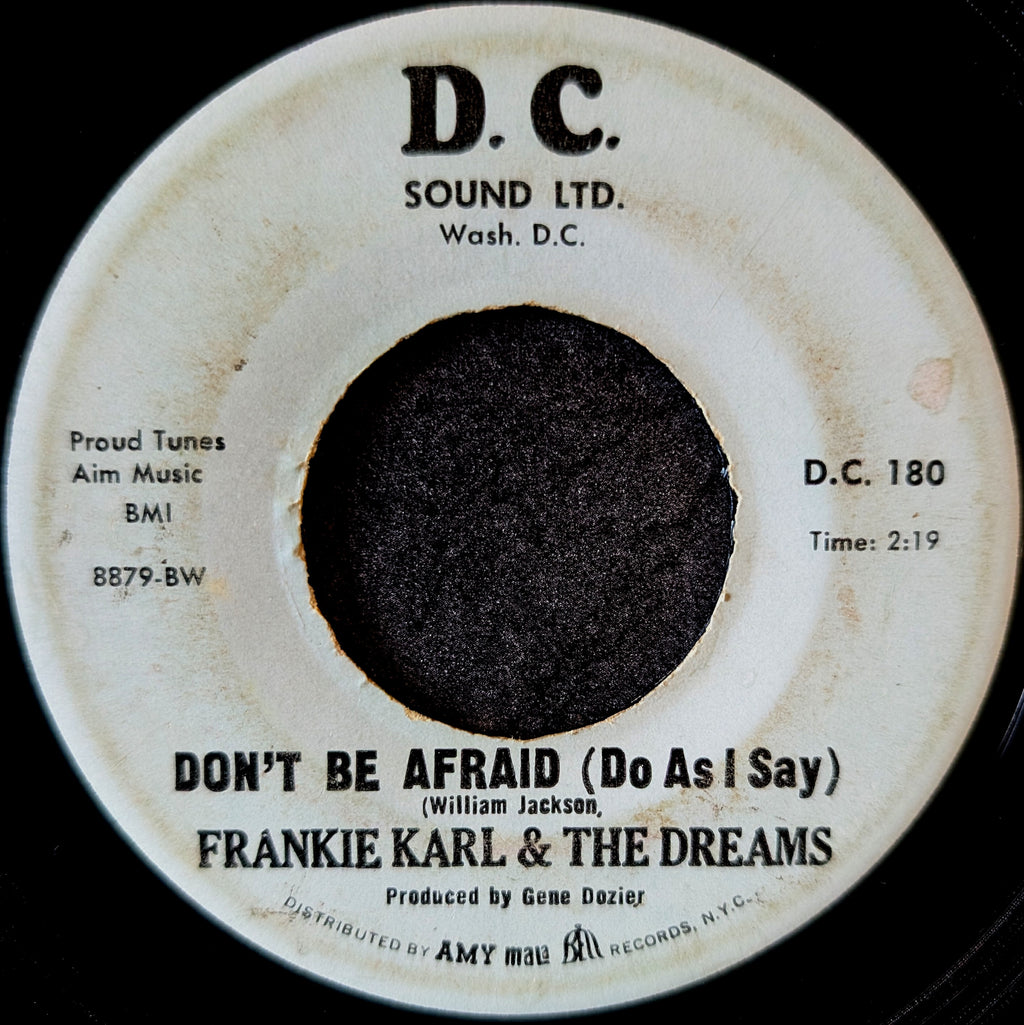 D. C.
SOUND LTD.
Wash. D.C.
Proud Tunes
Aim Music
BMI
8879-BW
D.C. 180
Time: 2:19
DON'T BE AFRAID (Do As I Say)
(William Jackson,
FRANKIE KARL & THE DREAMS
Produced by Gene Dozier
DISTRIBUTED BY AMY mala BELL RECORDS, N.Y.C.